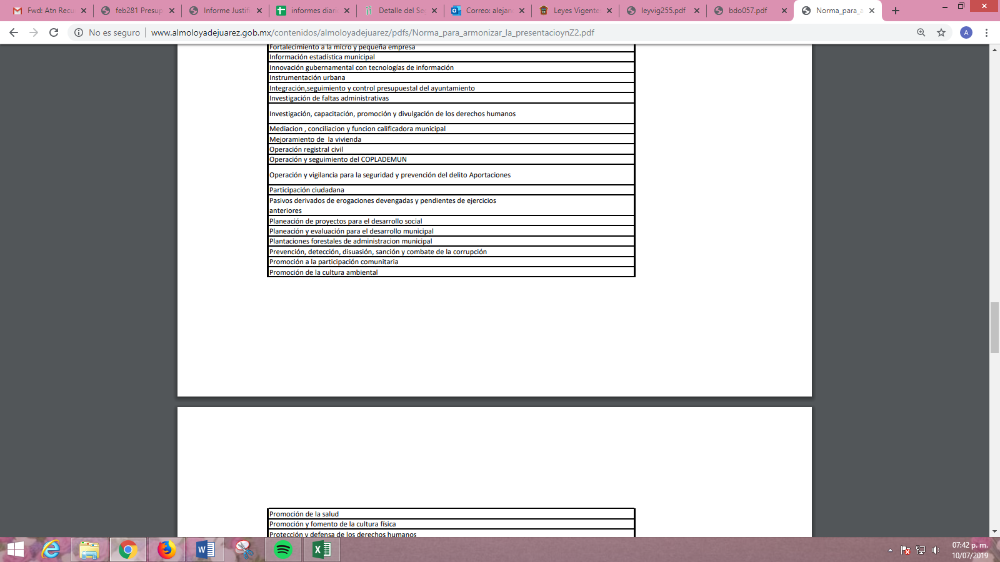 Fwd: Atn Recu
feb281 Presup
Informe Justifi
informes diari
Detalle del Se
Correo: alejan
Leyes Vigente
leyvig255.pdf
bdo057.pdf
Norma_para_a
No es seguro
www.almoloyadejuarez.gob.mx/contenidos/almoloyadejuarez/pdfs/Norma_para_armonizar_la_presentacioynZ2.pdf
A
Fortalecimiento a la micro y pequeña empresa
Información estadística municipal
Innovación gubernamental con tecnologías de información
Instrumentación urbana
Integración,seguimiento y control presupuestal del ayuntamiento
Investigación de faltas administrativas
Investigación, capacitación, promoción y divulgación de los derechos humanos
Mediacion , conciliacion y funcion calificadora municipal
Mejoramiento de  la vivienda
Operación registral civil
Operación y seguimiento del COPLADEMUN
Operación y vigilancia para la seguridad y prevención del delito Aportaciones
Participación ciudadana
Pasivos derivados de erogaciones devengadas y pendientes de ejercicios
anteriores
Planeación de proyectos para el desarrollo social
Planeación y evaluación para el desarrollo municipal
Plantaciones forestales de administracion municipal
Prevención, detección, disuasión, sanción y combate de la corrupción
Promoción a la participación comunitaria
Promoción de la cultura ambiental
Promoción de la salud
Promoción y fomento de la cultura física
Protección y defensa de los derechos humanos
07:42 p. m.
10/07/2019